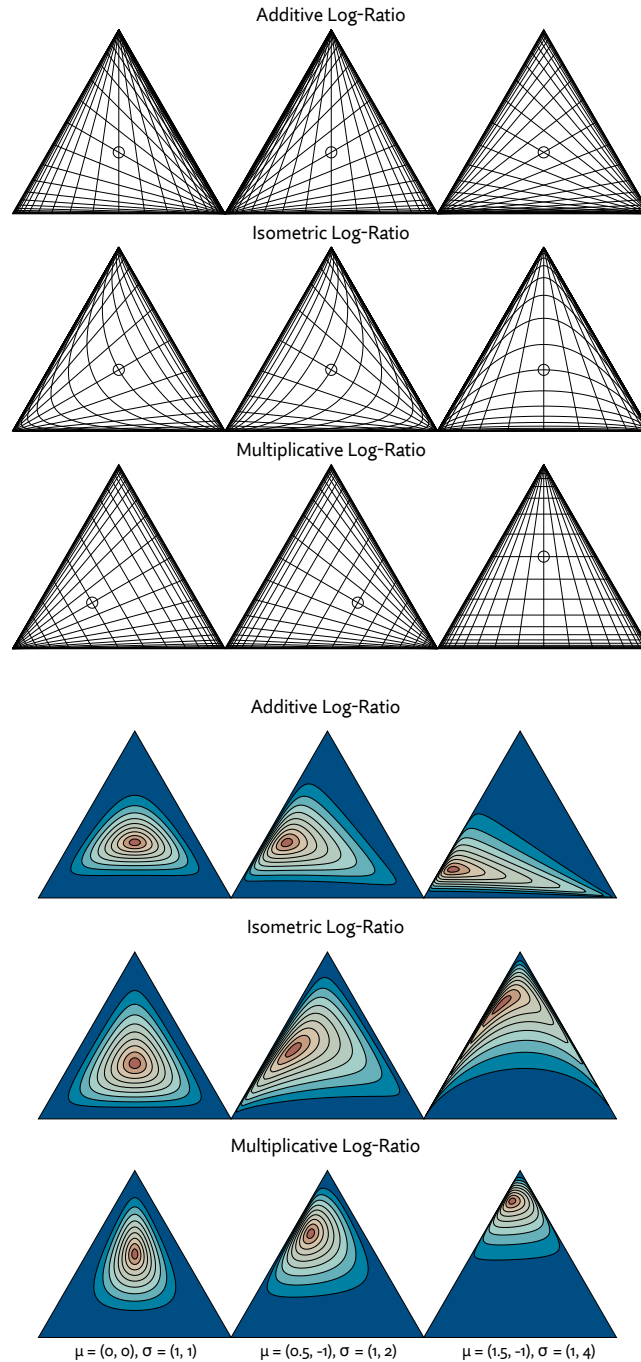 Additive Log-Ratio
Isometric Log-Ratio
Multiplicative Log-Ratio
Additive Log-Ratio
Isometric Log-Ratio
Multiplicative Log-Ratio
μ = (0, 0), σ = (1, 1) μ = (0.5, -1), σ = (1, 2) μ = (1.5, -1), σ = (1, 4)